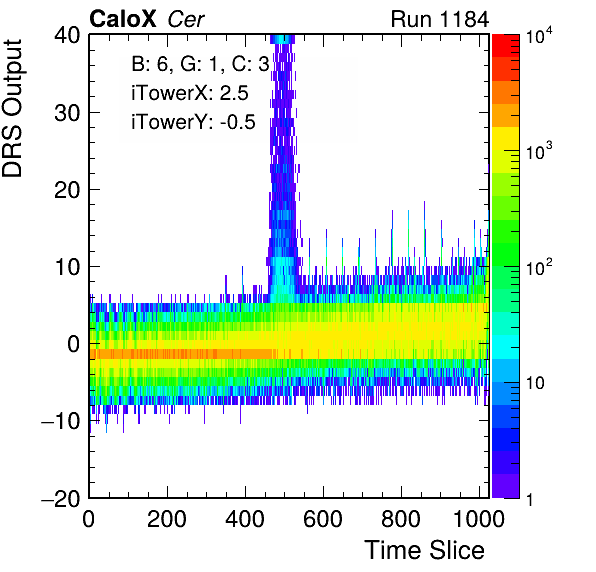 CaloX Cer Run 1184
DRS Output
B: 6, G: 1, C: 3
iTowerX: 2.5
iTowerY: -0.5
40
30
20
10
0
−10
−20
0 200 400 600 800 1000
Time Slice
10^4
10^3
10^2
10
1